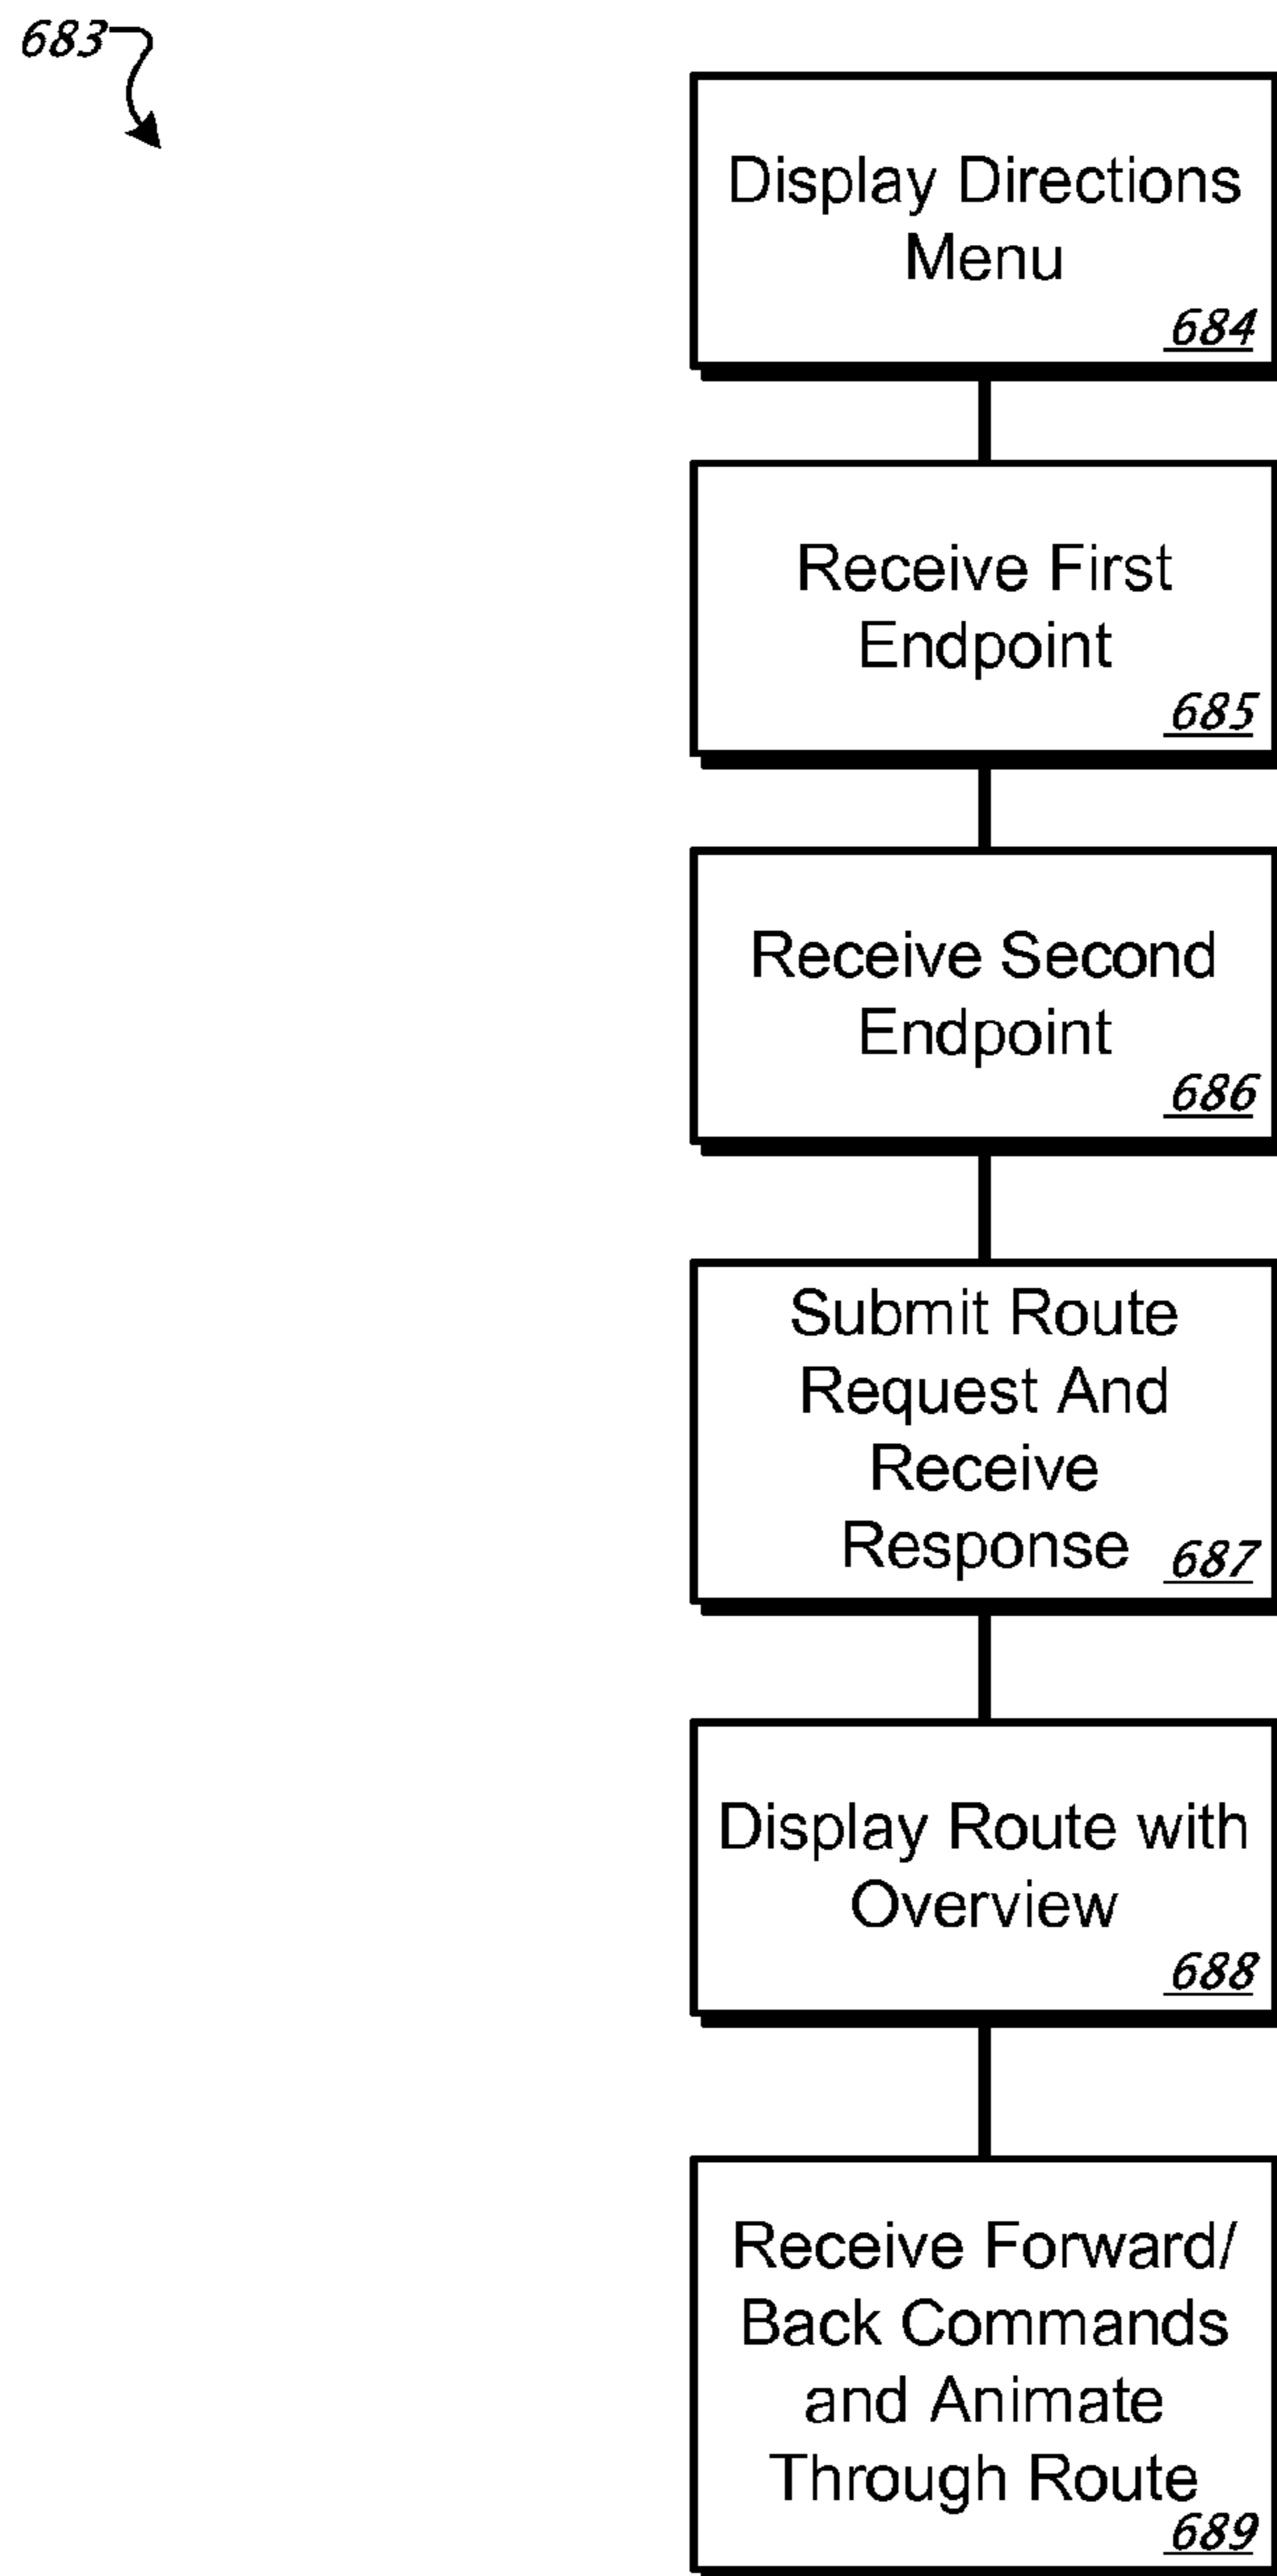 683
Display Directions
Menu
684
Receive First
Endpoint
685
Receive Second
Endpoint
686
Submit Route
Request And
Receive
Response 687
Display Route with
Overview
688
Receive Forward/
Back Commands
and Animate
Through Route
689